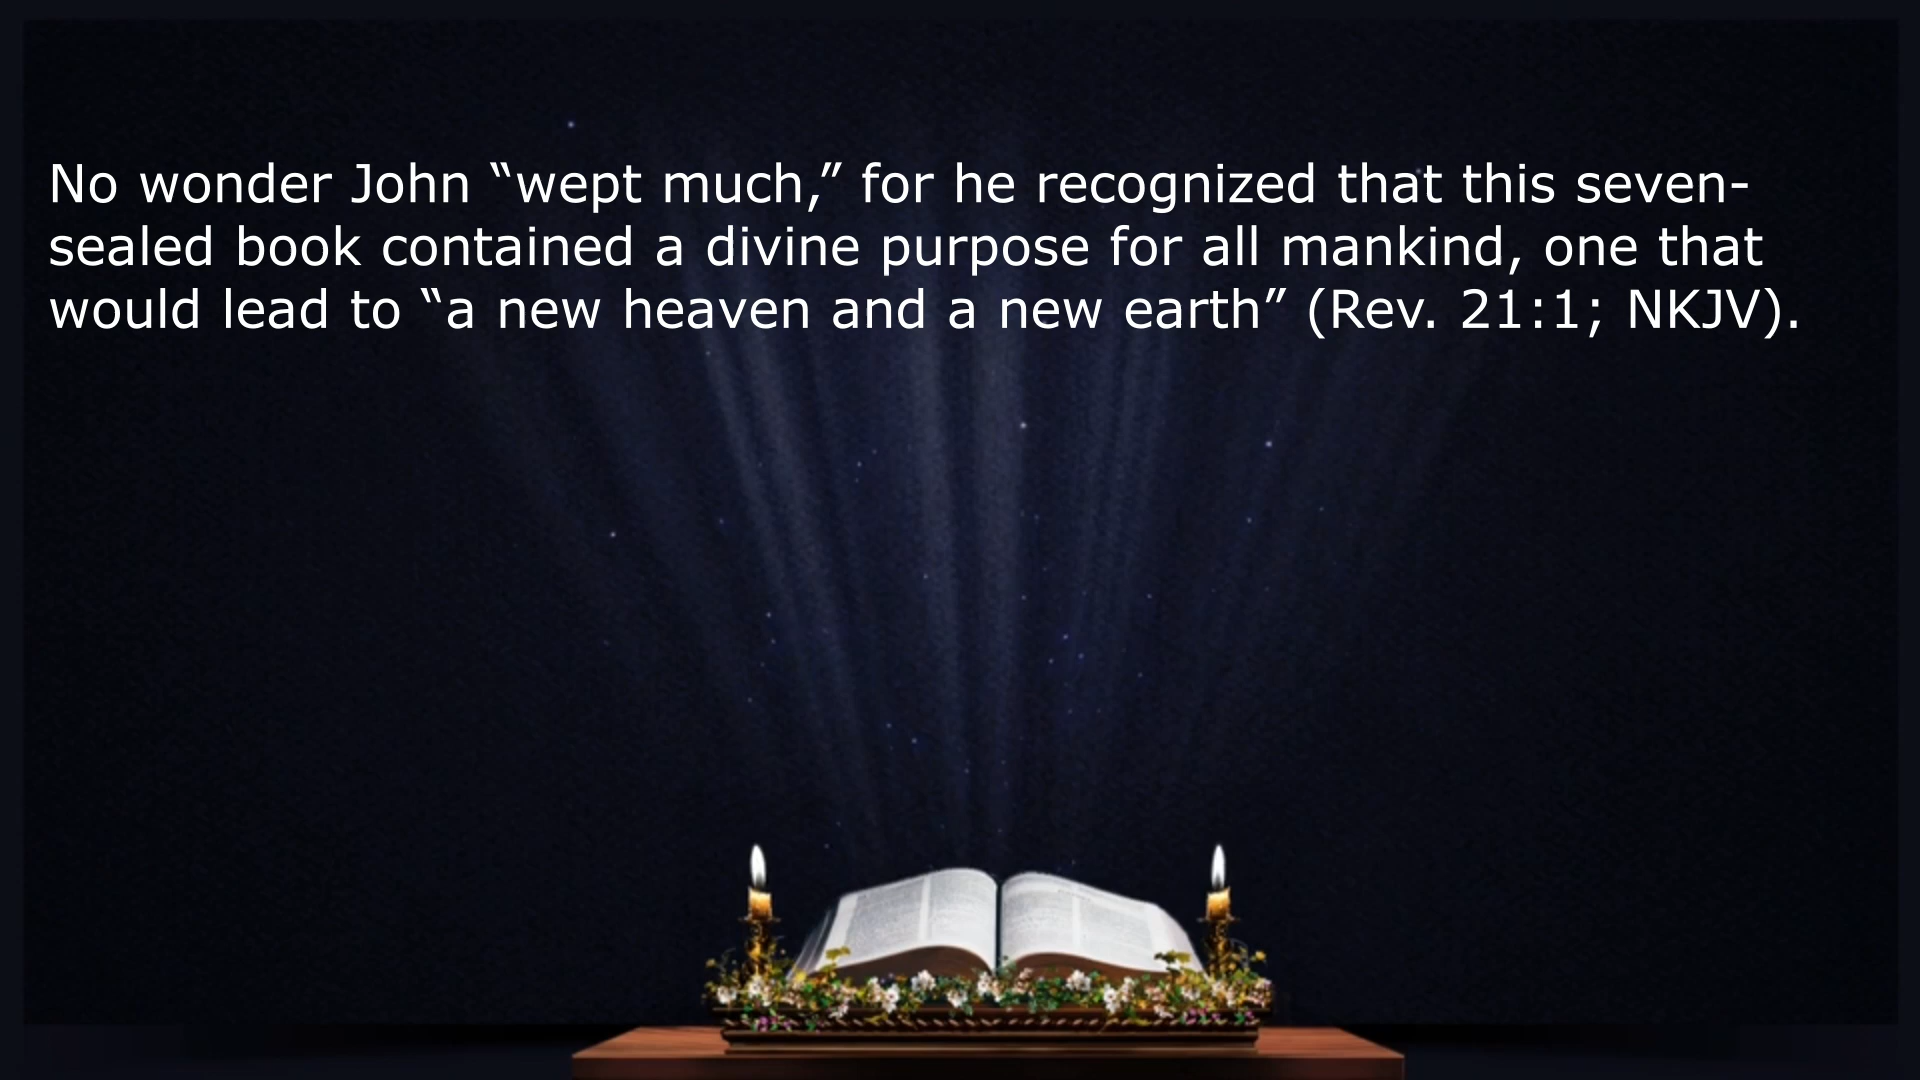 No wonder John “wept much,” for he recognized that this seven-
sealed book contained a divine purpose for all mankind, one that
would lead to “a new heaven and a new earth” (Rev. 21:1; NKJV).